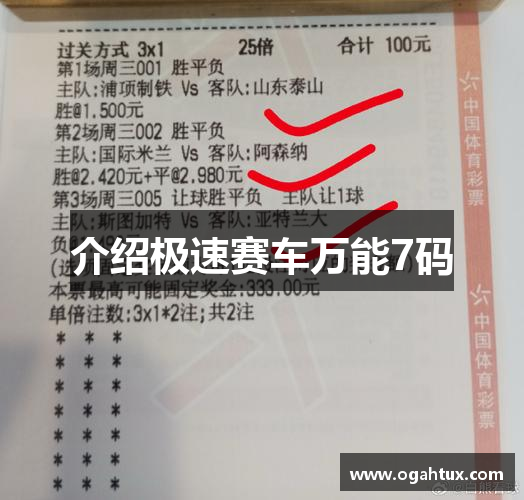 过关方式 3x1 25倍 合计 100元
第1场周三001 胜平负
主队:浦项制铁 Vs 客队:山东泰山
胜@1.500元
第2场周三002 胜平负
主队:国际米兰 Vs 客队:阿森纳
胜@2.420元+平@2.980元
第3场周三005 让球胜平负 主队让1球
主队:斯图加特 Vs 客队:亚特兰大
介绍极速赛车万能7码
本票最高可能固定奖金:333.00元
单倍注数:3x1*2注;共2注
* * *
* * *
* * *
* * *
* * *
* * *
* * *
中国体育彩票
中国体育彩票
www.ogahtux.com